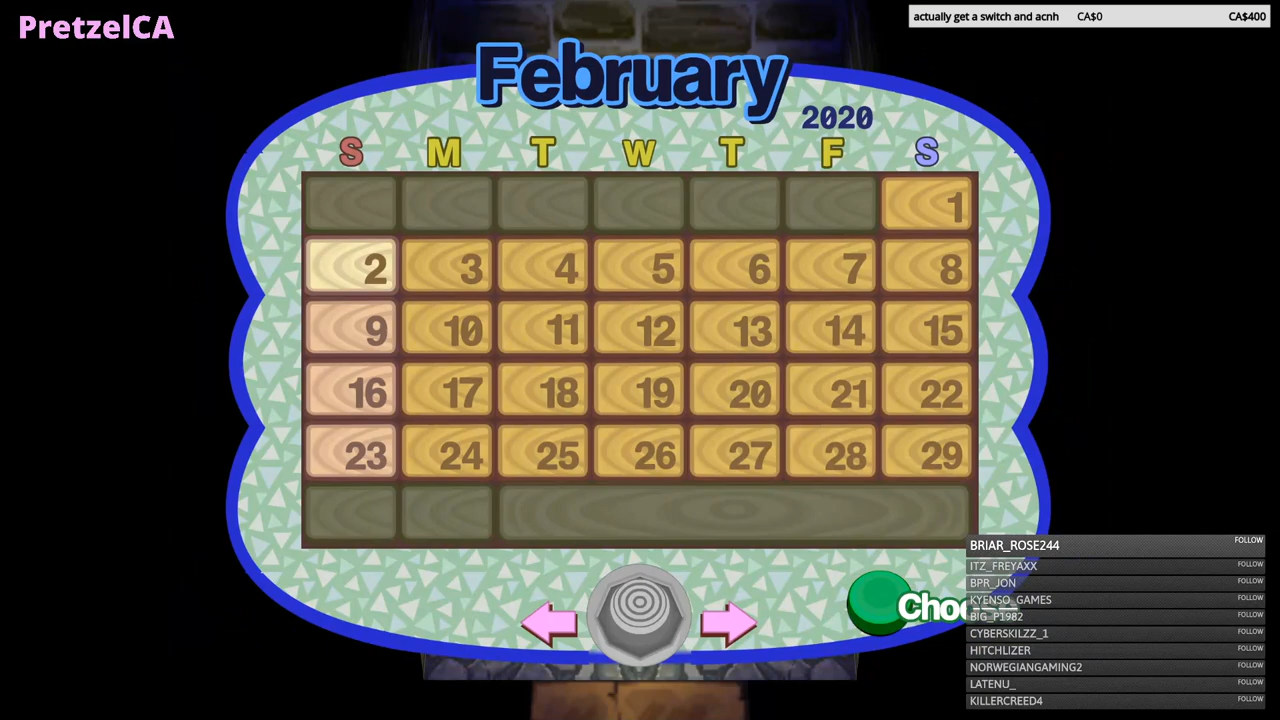 PretzelCA
actually get a switch and acnh CA$0 CA$400
February
2020
S M T W T F S
1
2 3 4 5 6 7 8
9 10 11 12 13 14 15
16 17 18 19 20 21 22
23 24 25 26 27 28 29
Choose
BRIAR_ROSE244 FOLLOW
ITZ_FREYAXX FOLLOW
BPR_JON FOLLOW
KYENSO_GAMES FOLLOW
BIG_P1982 FOLLOW
CYBERSKILZZ_1 FOLLOW
HITCHLIZER FOLLOW
NORWEGIANGAMING2 FOLLOW
LATENU_ FOLLOW
KILLERCREED4 FOLLOW